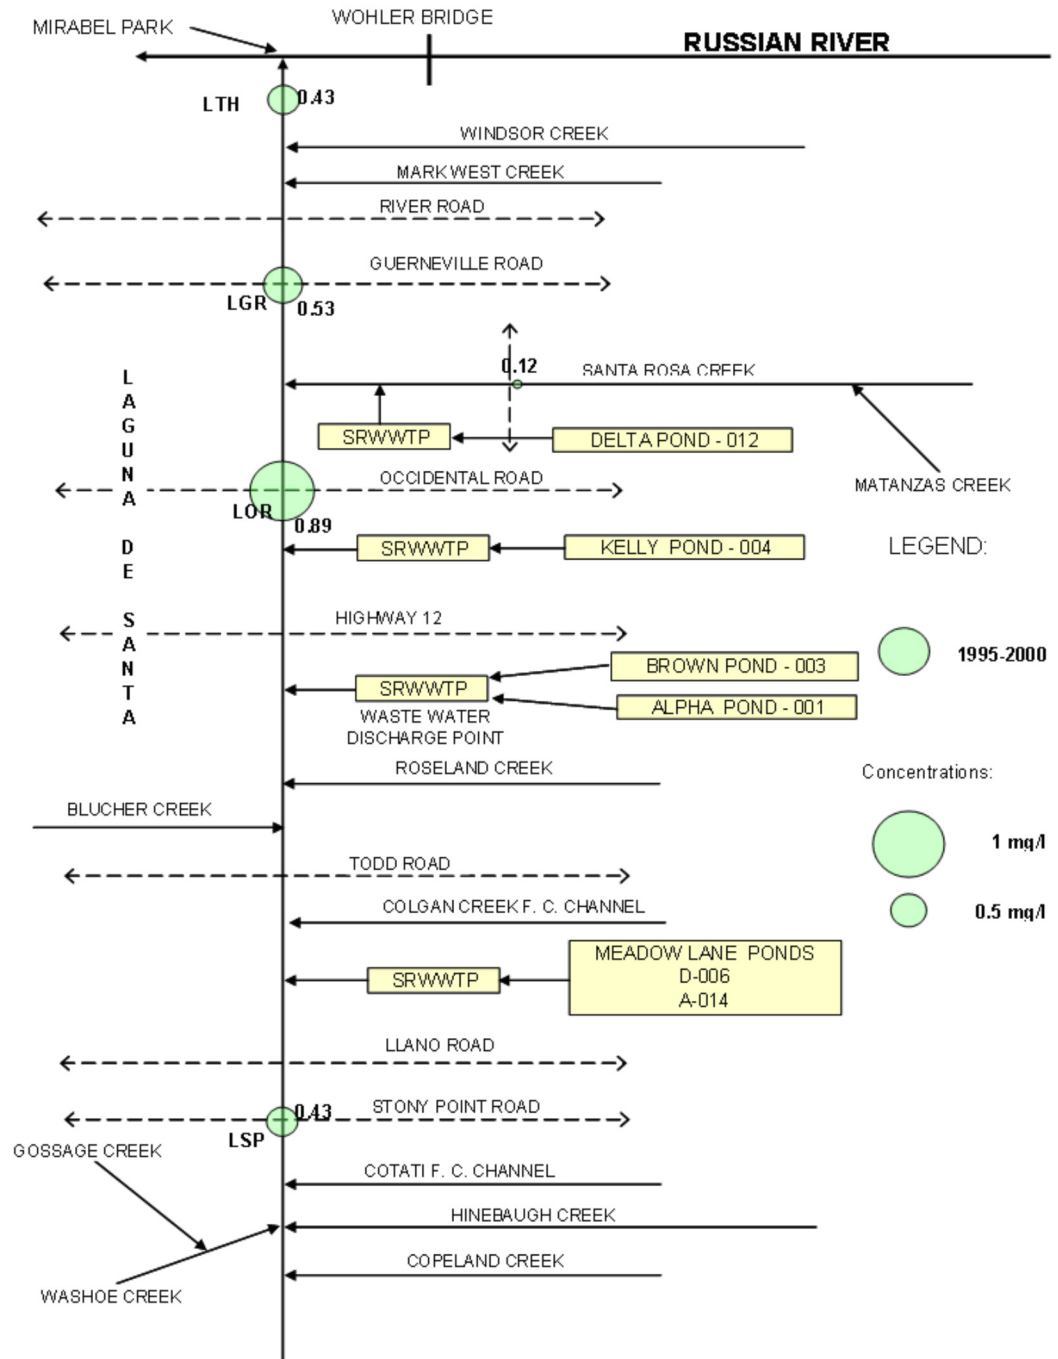 WOHLER BRIDGE
MIRABEL PARK
RUSSIAN RIVER
LTH
0.43
WINDSOR CREEK
MARK WEST CREEK
RIVER ROAD
GUERNEVILLE ROAD
LGR
0.53
0.12
SANTA ROSA CREEK
SRWWTP
DELTA POND - 012
OCCIDENTAL ROAD
MATANZAS CREEK
LOR
0.89
SRWWTP
KELLY POND - 004
LEGEND:
LAGUNA DE SANTA
HIGHWAY 12
1995-2000
BROWN POND - 003
SRWWTP
ALPHA POND - 001
WASTE WATER
DISCHARGE POINT
ROSELAND CREEK
Concentrations:
BLUCHER CREEK
1 mg/l
TODD ROAD
COLGAN CREEK F. C. CHANNEL
0.5 mg/l
MEADOW LANE PONDS
SRWWTP
D-006
A-014
LLANO ROAD
STONY POINT ROAD
0.43
LSP
GOSSAGE CREEK
COTATI F. C. CHANNEL
HINEBAUGH CREEK
COPELAND CREEK
WASHOE CREEK